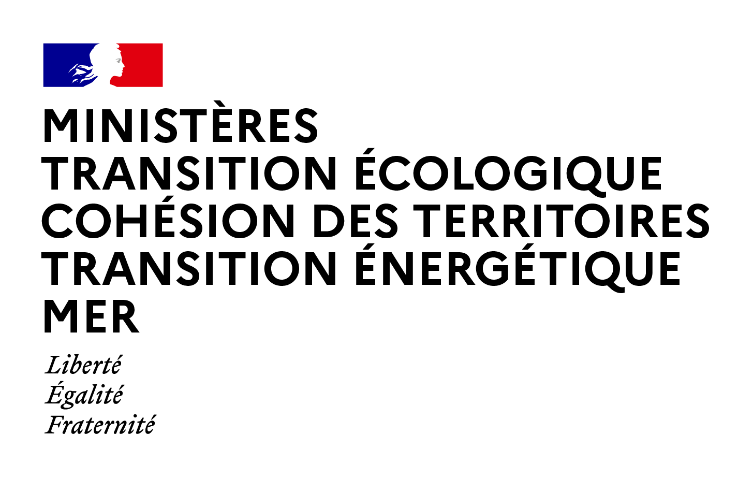 MINISTÈRES
TRANSITION ÉCOLOGIQUE
COHÉSION DES TERRITOIRES
TRANSITION ÉNERGÉTIQUE
MER
Liberté
Égalité
Fraternité